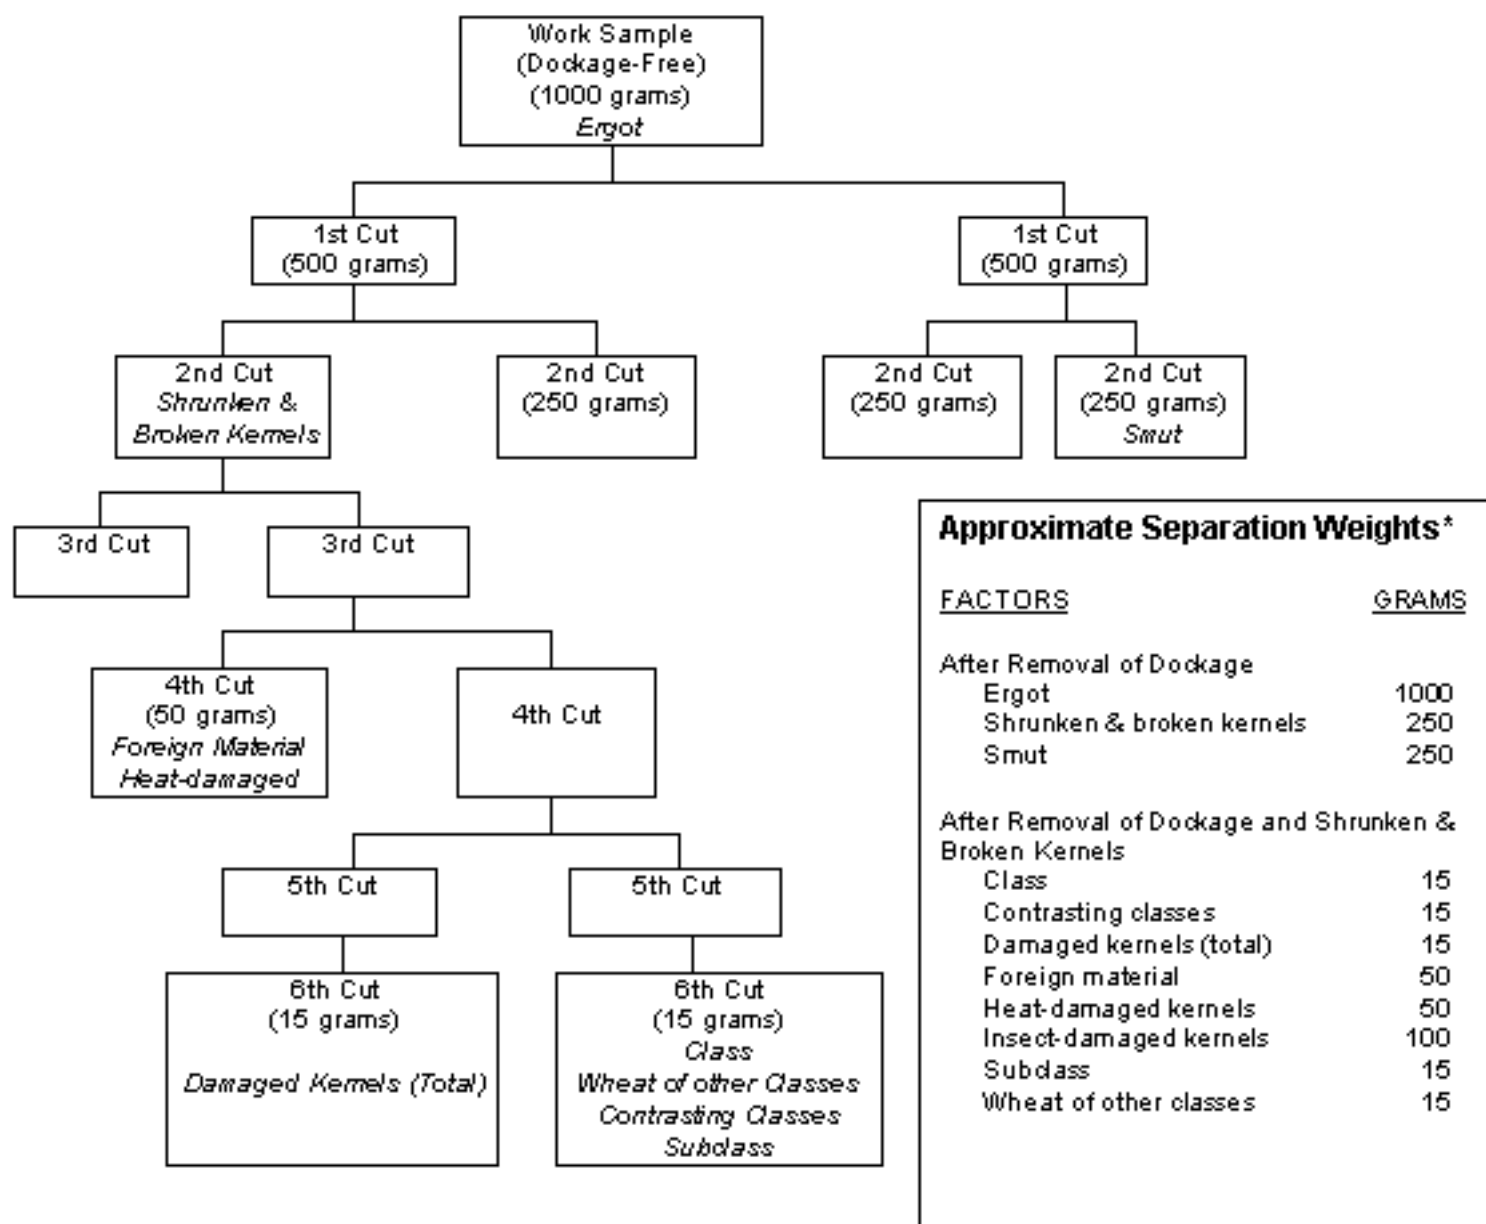 Work Sample
(Dockage-Free)
(1000 grams)
Ergot
1st Cut
(500 grams)
1st Cut
(500 grams)
2nd Cut
Shrunken &
Broken Kernels
2nd Cut
(250 grams)
2nd Cut
(250 grams)
2nd Cut
(250 grams)
Smut
3rd Cut
3rd Cut
4th Cut
(50 grams)
Foreign Material
Heat-damaged
4th Cut
5th Cut
5th Cut
6th Cut
(15 grams)
Damaged Kernels (Total)
6th Cut
(15 grams)
Class
Wheat of other Classes
Contrasting Classes
Subclass
Approximate Separation Weights*
FACTORS GRAMS
After Removal of Dockage
Ergot 1000
Shrunken & broken kernels 250
Smut 250
After Removal of Dockage and Shrunken &
Broken Kernels
Class 15
Contrasting classes 15
Damaged kernels (total) 15
Foreign material 50
Heat-damaged kernels 50
Insect-damaged kernels 100
Subclass 15
Wheat of other classes 15